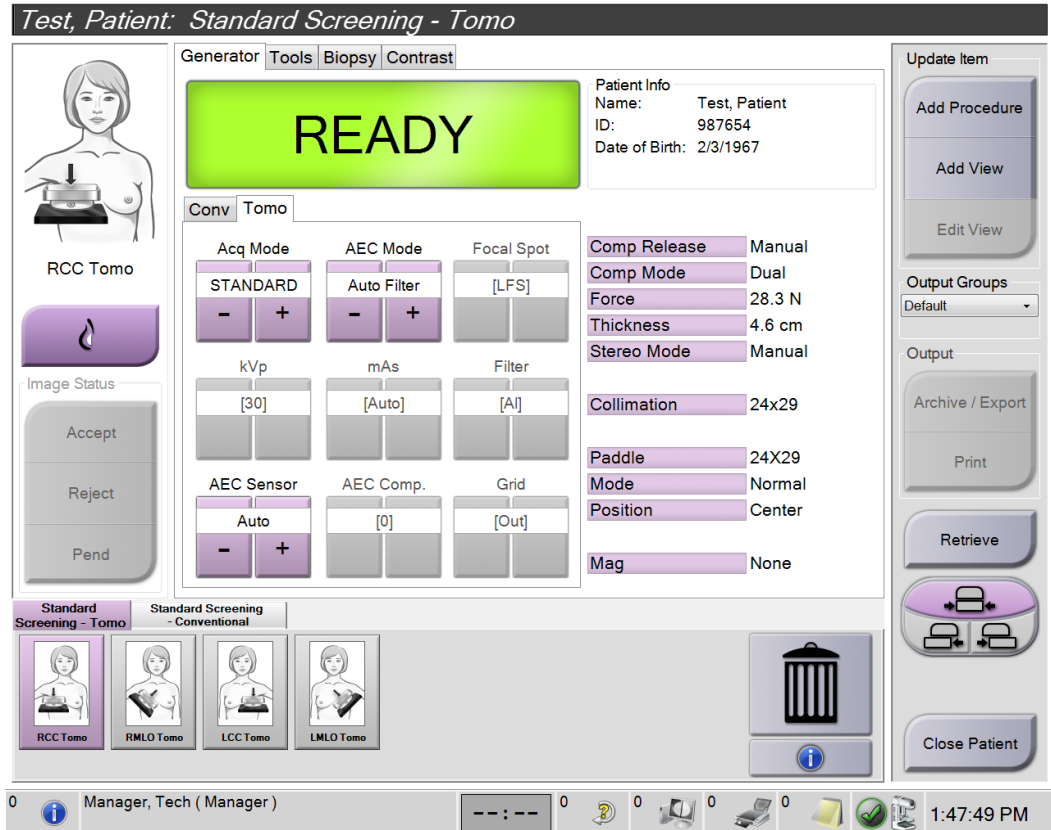 Test, Patient: Standard Screening - Tomo
Generator Tools Biopsy Contrast
READY
Patient Info
Name: Test, Patient
ID: 987654
Date of Birth: 2/3/1967
RCC Tomo
Image Status
Accept
Reject
Pend
Conv Tomo
Acq Mode AEC Mode Focal Spot
STANDARD Auto Filter [LFS]
- + - +
kVp mAs Filter
[30] [Auto] [Al]
AEC Sensor AEC Comp. Grid
Auto [0] [Out]
- +
Comp Release Manual
Comp Mode Dual
Force 28.3 N
Thickness 4.6 cm
Stereo Mode Manual
Collimation 24x29
Paddle 24X29
Mode Normal
Position Center
Mag None
Update Item
Add Procedure
Add View
Edit View
Output Groups
Default
Output
Archive / Export
Print
Retrieve
Close Patient
Standard
Screening - Tomo
Standard Screening
- Conventional
RCC Tomo RMLO Tomo LCC Tomo LMLO Tomo
0 Manager, Tech ( Manager ) --:-- 0 0 0 0 1:47:49 PM